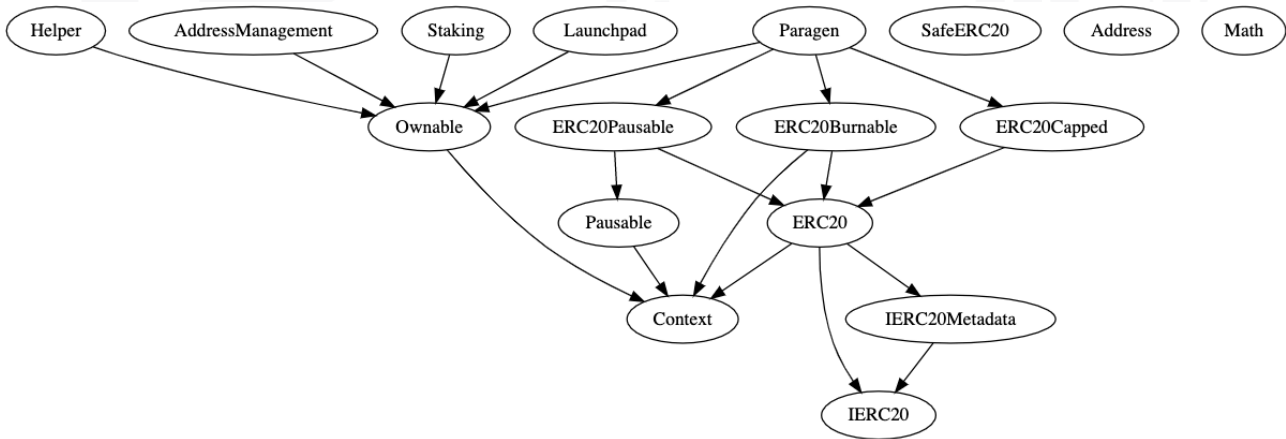 Helper
AddressManagement
Staking
Launchpad
Paragen
SafeERC20
Address
Math
Ownable
ERC20Pausable
ERC20Burnable
ERC20Capped
Pausable
ERC20
Context
IERC20Metadata
IERC20